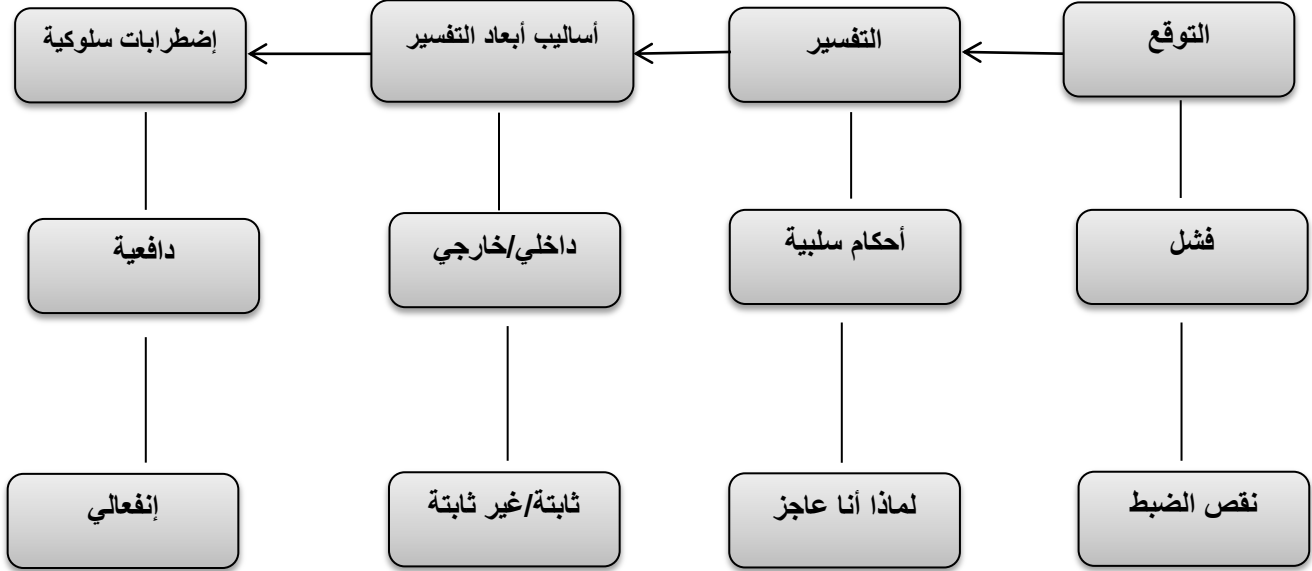 التوقع
التفسير
أساليب أبعاد التفسير
إضطرابات سلوكية
فشل
أحكام سلبية
داخلي/خارجي
دافعية
نقص الضبط
لماذا أنا عاجز
ثابتة/غير ثابتة
إنفعالي